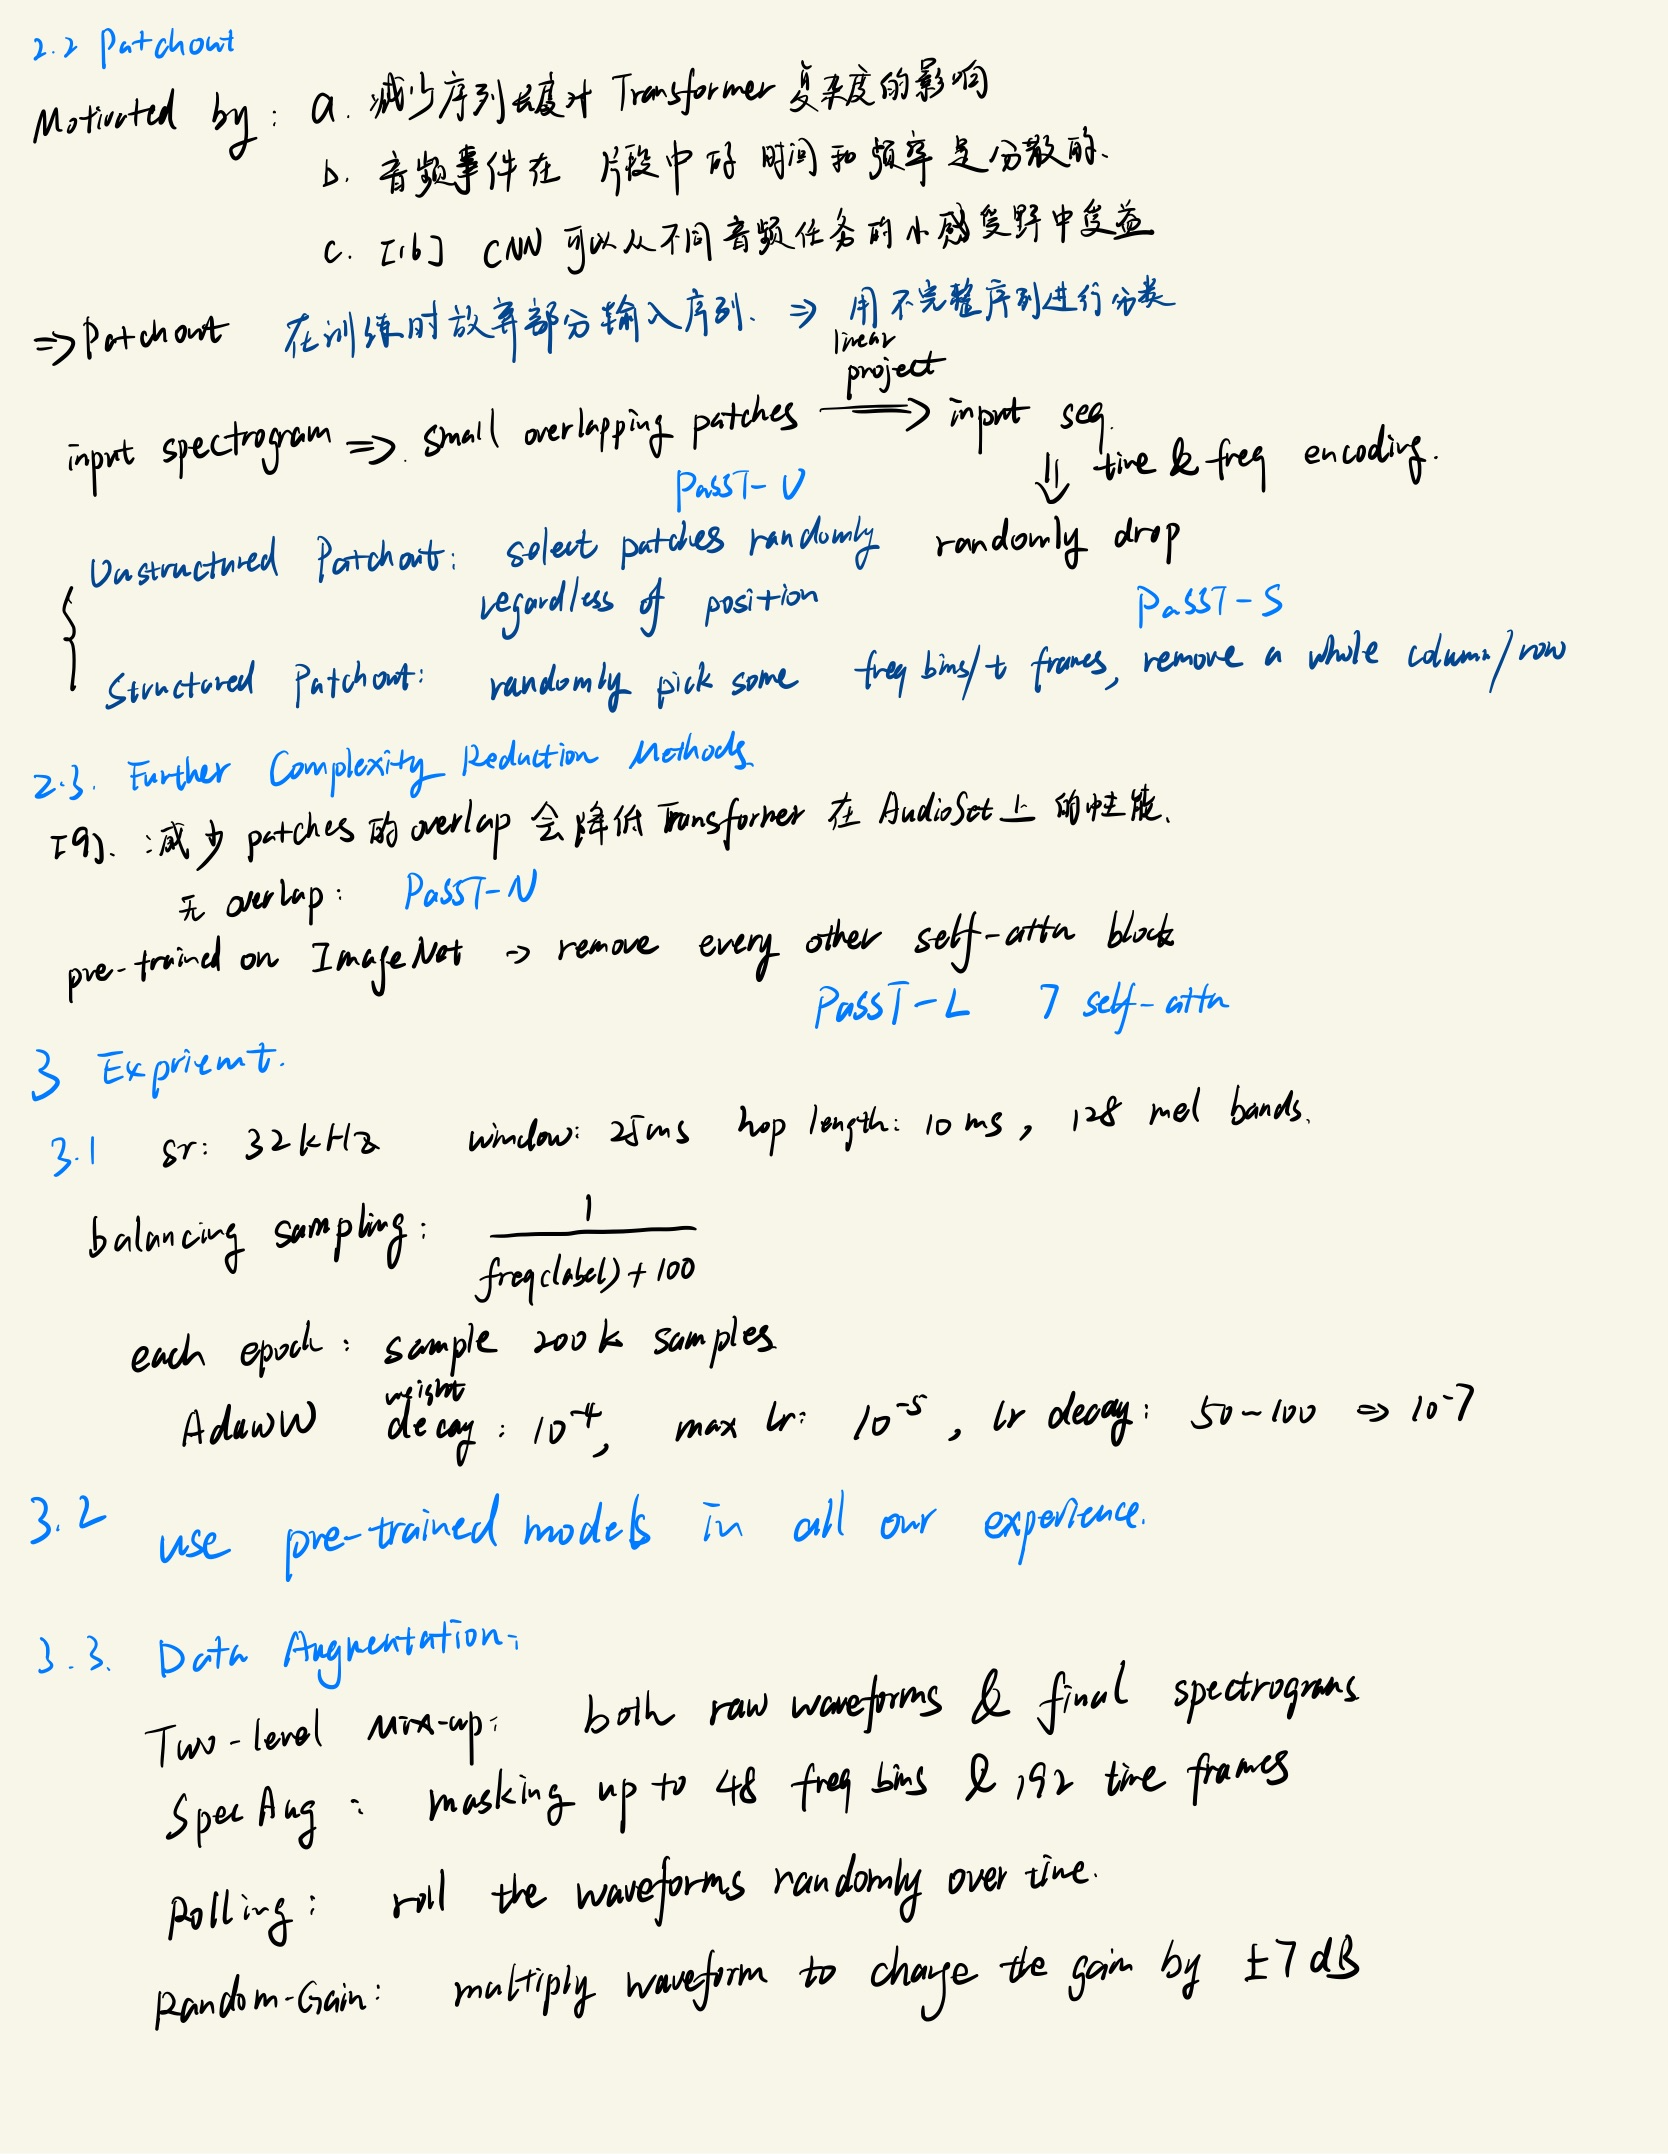 2.2 Patchout
Motivated by: a. 减少序列长度对 Transformer 复杂度的影响
b. 音频事件在 片段中的 时间和频率是分散的.
c. [16] CNN 可以从不同音频任务的小感受野中受益
⇒ Patchout 在训练时放弃部分输入序列. ⇒ 用不完整序列进行分类
linear
project
input spectrogram ⇒ small overlapping patches ⟶ input seq.
⇓ time & freq encoding.
PaSST-U
Unstructured Patchout: select patches randomly randomly drop
regardless of position
PaSST-S
Structured Patchout: randomly pick some freq bins/t frames, remove a whole column/row
2.3. Further Complexity Reduction Methods
[9]. :减少 patches 的 overlap 会降低 Transformer 在 AudioSet 上的性能.
无 overlap: PaSST-N
pre-trained on ImageNet → remove every other self-attn block
PassT-L 7 self-attn
3 Expriemt.
3.1 sr: 32kHz window: 25ms hop length: 10 ms, 128 mel bands.
balancing sampling: 1
freq(label)+100
each epoch: sample 200k samples
weight
AdamW decay: 10^-4, max lr: 10^-5, lr decay: 50~100 ⇒ 10^-7
3.2 use pre-trained models in all our experience.
3.3. Data Augmentation:
Two-level Mix-up: both raw waveforms & final spectrograms
SpecAug: masking up to 48 freq bins & 192 time frames
Rolling: roll the waveforms randomly over time.
Random-Gain: multiply waveform to change the gain by ±7 dB